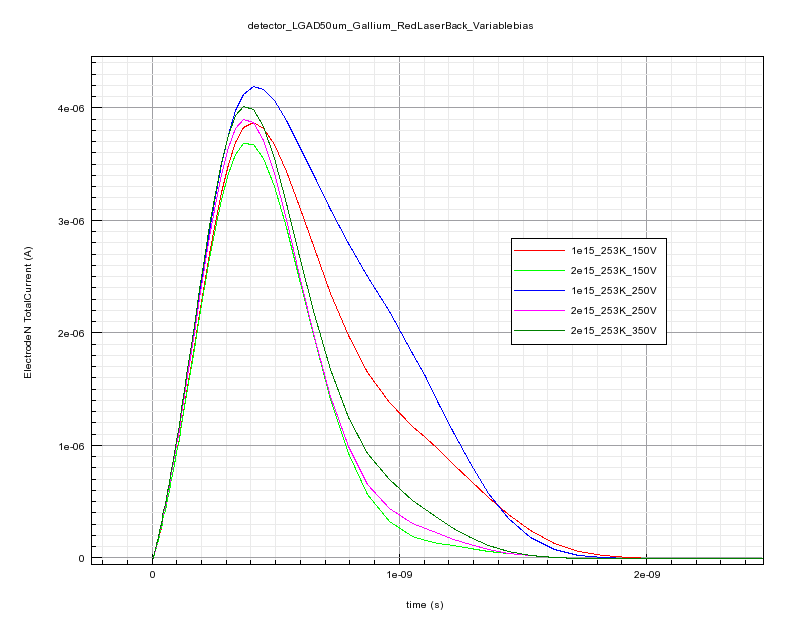 detector_LGAD50um_Gallium_RedLaserBack_Variablebias
4e-06
3e-06
2e-06
1e-06
0
ElectrodeN TotalCurrent (A)
1e15_253K_150V
2e15_253K_150V
1e15_253K_250V
2e15_253K_250V
2e15_253K_350V
0
1e-09
2e-09
time (s)